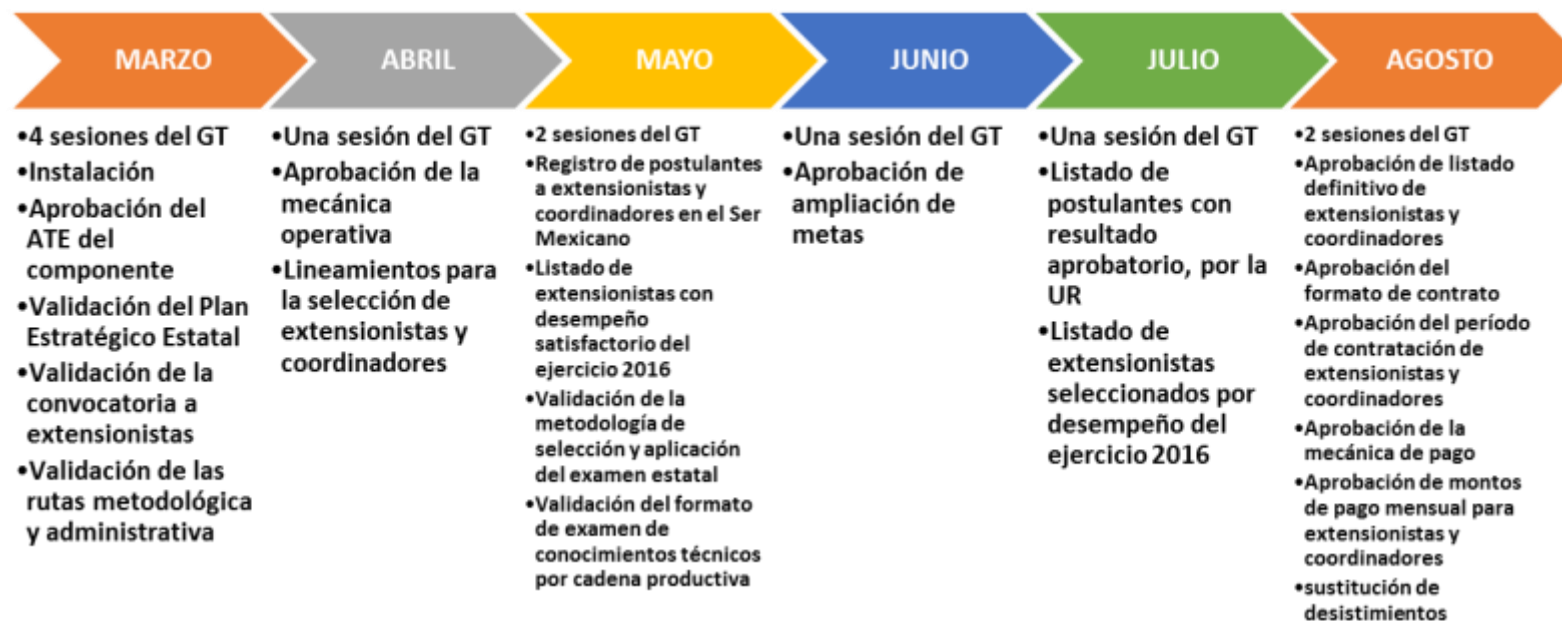 MARZO
•4 sesiones del GT
•Instalación
•Aprobación del
ATE del
componente
•Validación del Plan
Estratégico Estatal
•Validación de la
convocatoria a
extensionistas
•Validación de las
rutas metodológica
y administrativa
ABRIL
•Una sesión del GT
•Aprobación de la
mecánica
operativa
•Lineamientos para
la selección de
extensionistas y
coordinadores
MAYO
•2 sesiones del GT
•Registro de postulantes
a extensionistas y
coordinadores en el Ser
Mexicano
•Listado de
extensionistas con
desempeño
satisfactorio del
ejercicio 2016
•Validación de la
metodología de
selección y aplicación
del examen estatal
•Validación del formato
de examen de
conocimientos técnicos
por cadena productiva
JUNIO
•Una sesión del GT
•Aprobación de
ampliación de
metas
JULIO
•Una sesión del GT
•Listado de
postulantes con
resultado
aprobatorio, por la
UR
•Listado de
extensionistas
seleccionados por
desempeño del
ejercicio 2016
AGOSTO
•2 sesiones del GT
•Aprobación de listado
definitivo de
extensionistas y
coordinadores
•Aprobación del
formato de contrato
•Aprobación del período
de contratación de
extensionistas y
coordinadores
•Aprobación de la
mecánica de pago
•Aprobación de montos
de pago mensual para
extensionistas y
coordinadores
•sustitución de
desistimientos